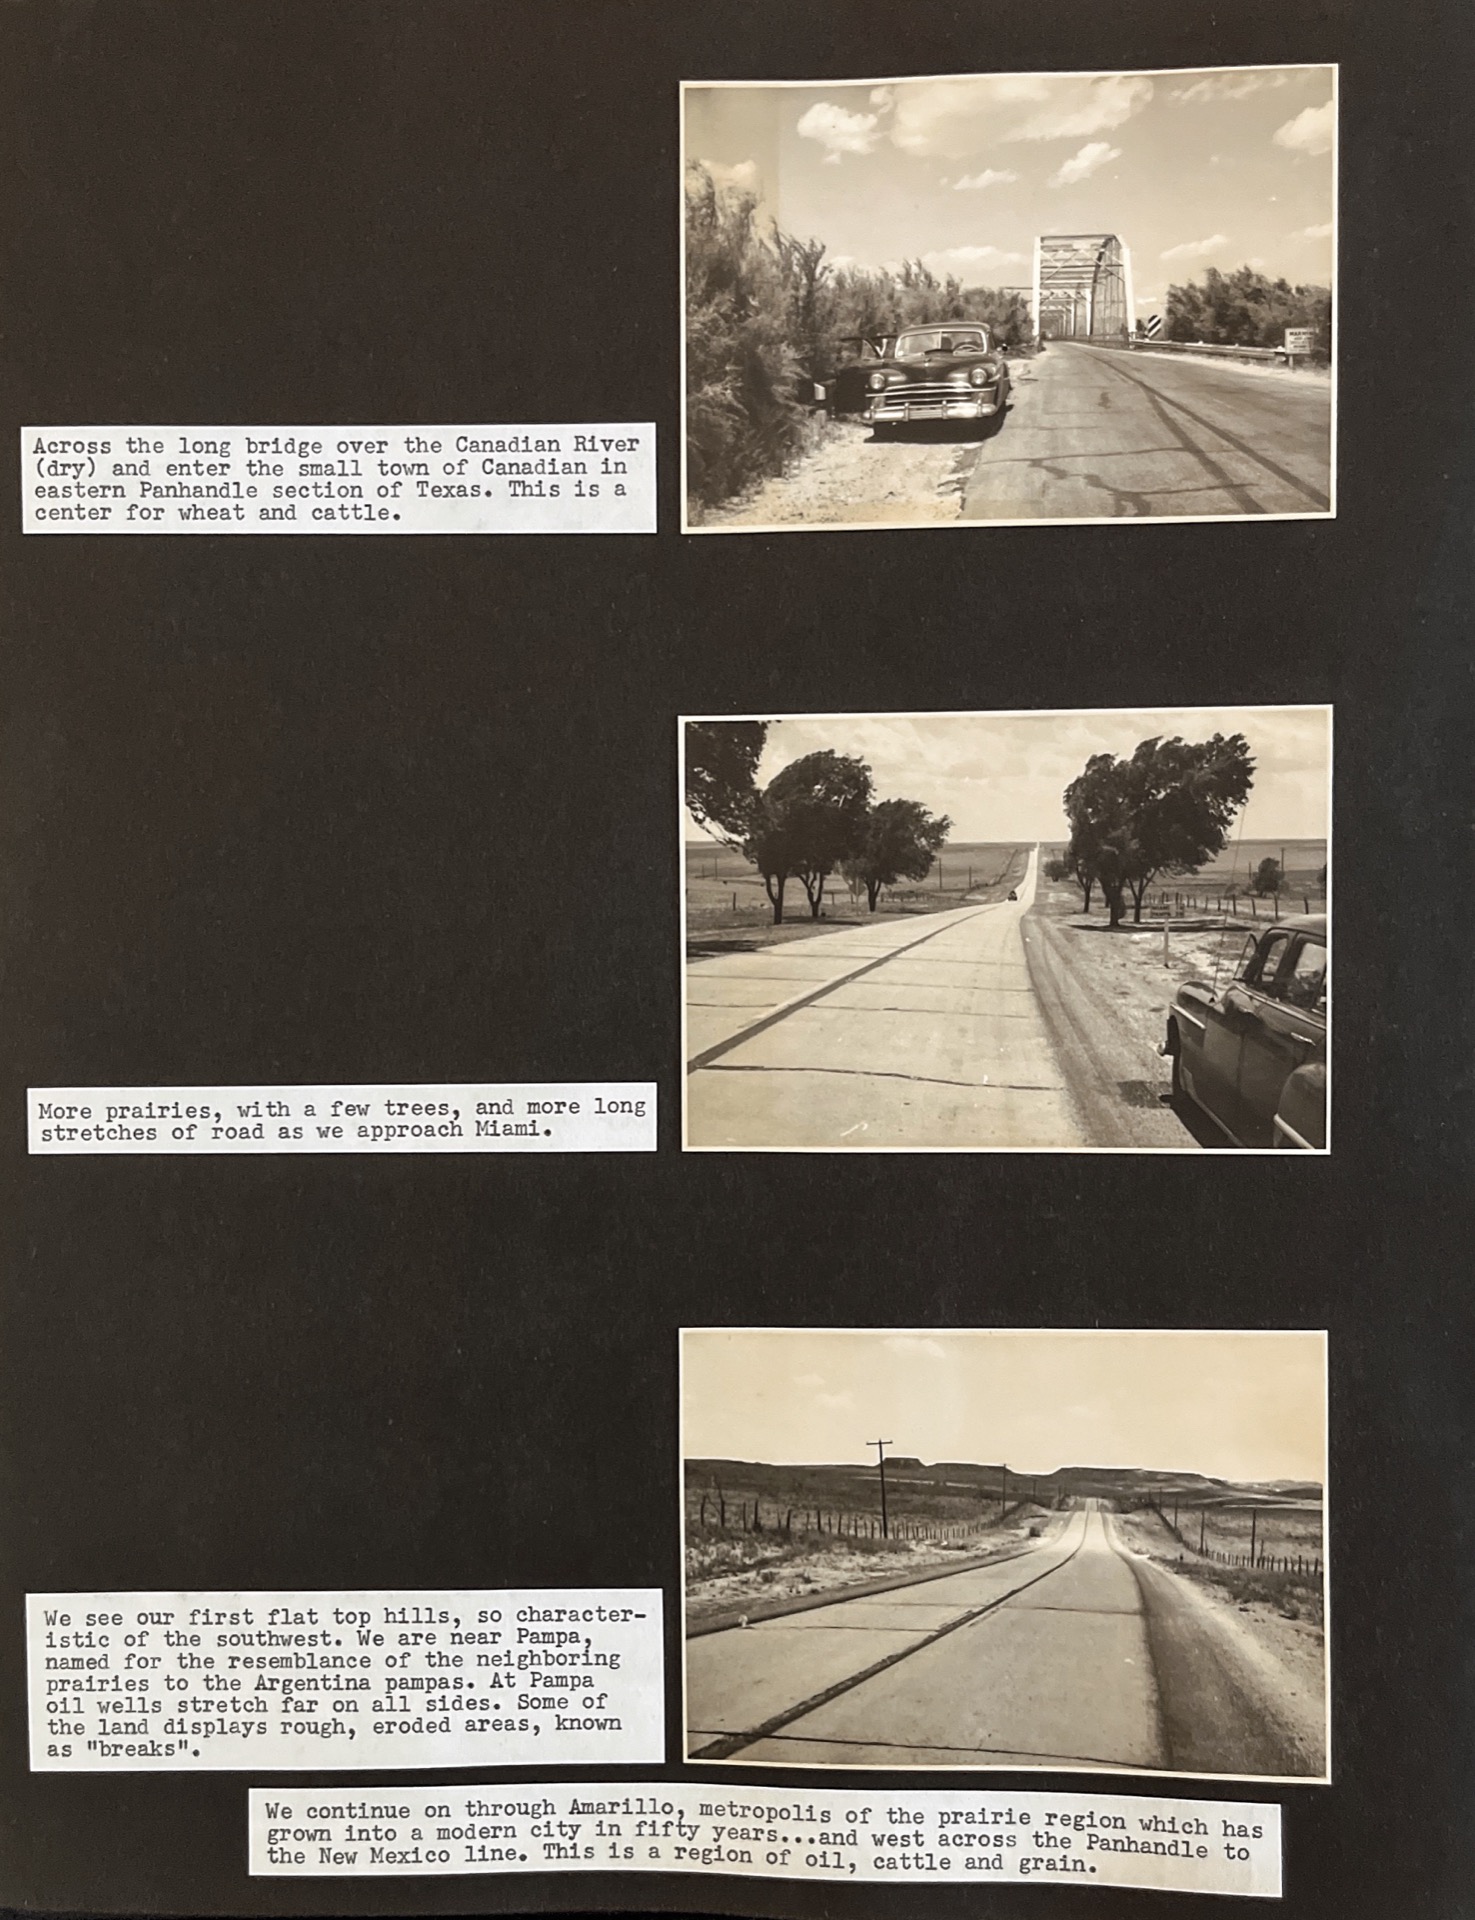 Across the long bridge over the Canadian River
(dry) and enter the small town of Canadian in
eastern Panhandle section of Texas. This is a
center for wheat and cattle.
More prairies, with a few trees, and more long
stretches of road as we approach Miami.
We see our first flat top hills, so character-
istic of the southwest. We are near Pampa,
named for the resemblance of the neighboring
prairies to the Argentina pampas. At Pampa
oil wells stretch far on all sides. Some of
the land displays rough, eroded areas, known
as "breaks".
We continue on through Amarillo, metropolis of the prairie region which has
grown into a modern city in fifty years...and west across the Panhandle to
the New Mexico line. This is a region of oil, cattle and grain.